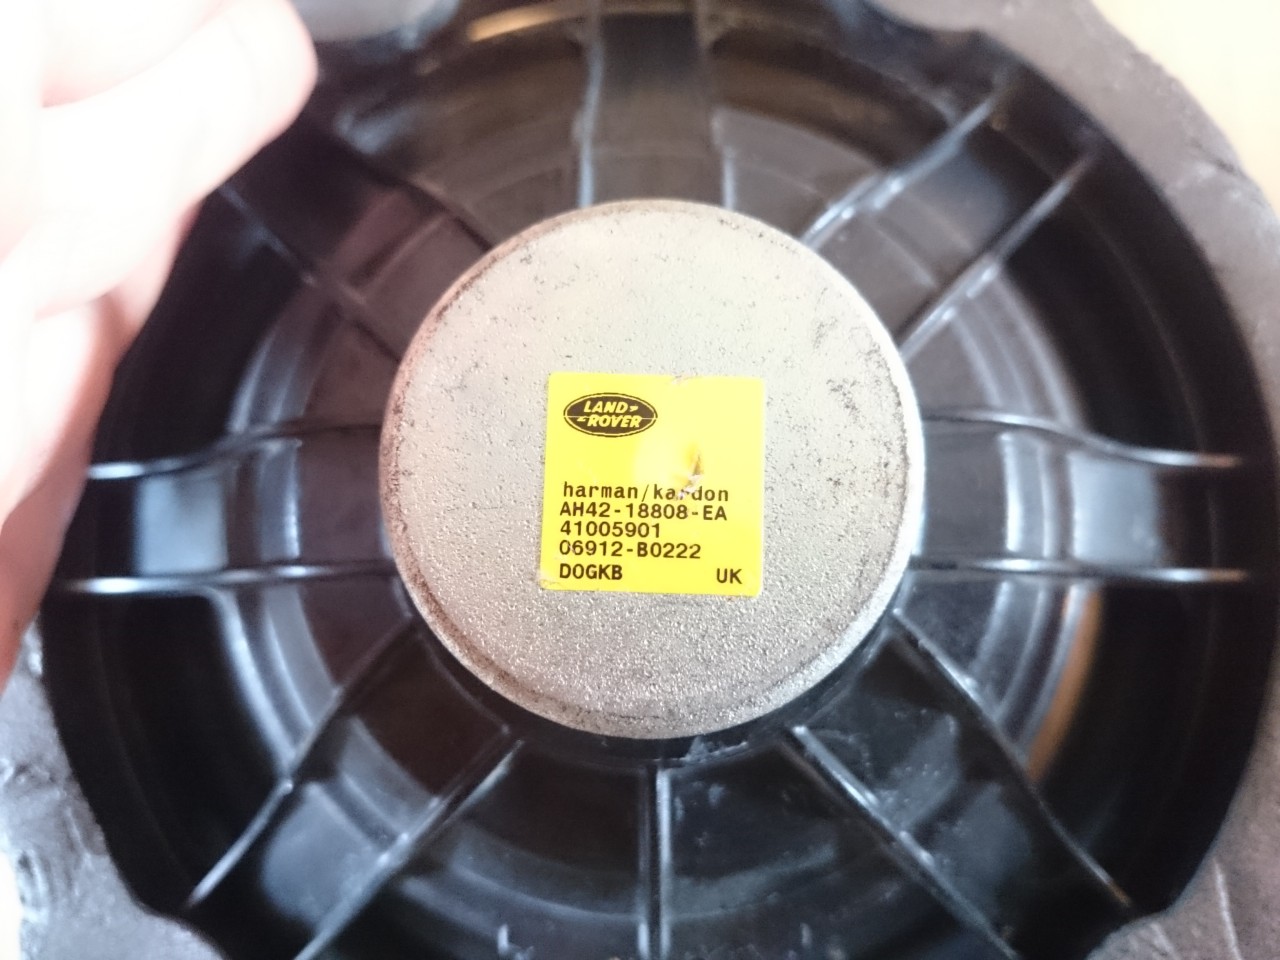 LAND-
-ROVER
harman/kardon
AH42-18808-EA
41005901
06912-B0222
D0GKB UK